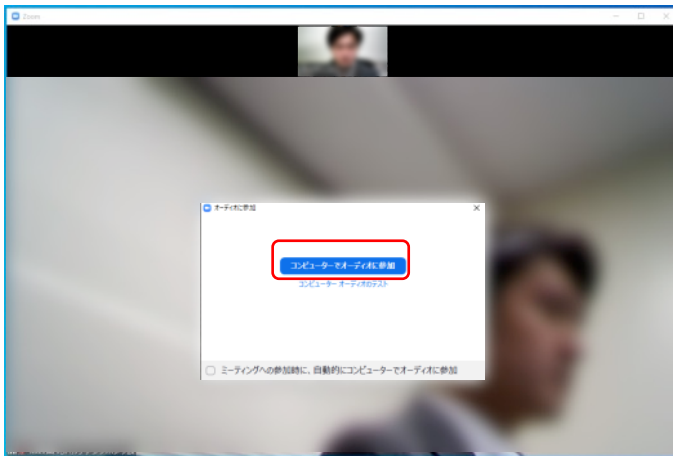 Zoom
オーディオに参加
コンピューターでオーディオに参加
コンピューター オーディオのテスト
ミーティングへの参加時に、自動的にコンピューターでオーディオに参加